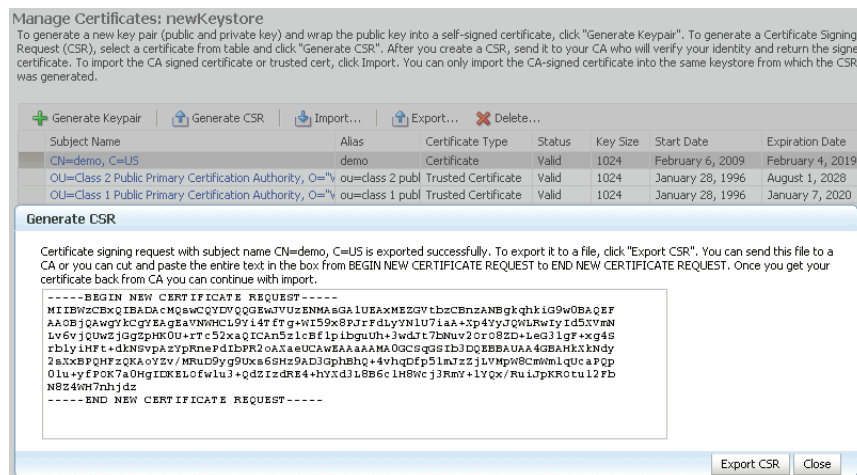 Manage Certificates: newKeystore
To generate a new key pair (public and private key) and wrap the public key into a self-signed certificate, click "Generate Keypair". To generate a Certificate Signing
Request (CSR), select a certificate from table and click "Generate CSR". After you create a CSR, send it to your CA who will verify your identity and return the signe
certificate. To import the CA signed certificate or trusted cert, click Import. You can only import the CA-signed certificate into the same keystore from which the CSR
was generated.
Generate Keypair Generate CSR Import... Export... Delete...
Subject Name Alias Certificate Type Status Key Size Start Date Expiration Date
CN=demo, C=US demo Certificate Valid 1024 February 6, 2009 February 4, 2019
OU=Class 2 Public Primary Certification Authority, O="V ou=class 2 publ Trusted Certificate Valid 1024 January 28, 1996 August 1, 2028
OU=Class 1 Public Primary Certification Authority, O="V ou=class 1 publ Trusted Certificate Valid 1024 January 28, 1996 January 7, 2020
Generate CSR
Certificate signing request with subject name CN=demo, C=US is exported successfully. To export it to a file, click "Export CSR". You can send this file to a
CA or you can cut and paste the entire text in the box from BEGIN NEW CERTIFICATE REQUEST to END NEW CERTIFICATE REQUEST. Once you get your
certificate back from CA you can continue with import.
-----BEGIN NEW CERTIFICATE REQUEST-----
N8Z4WH7nhjdz
-----END NEW CERTIFICATE REQUEST-----
Export CSR Close